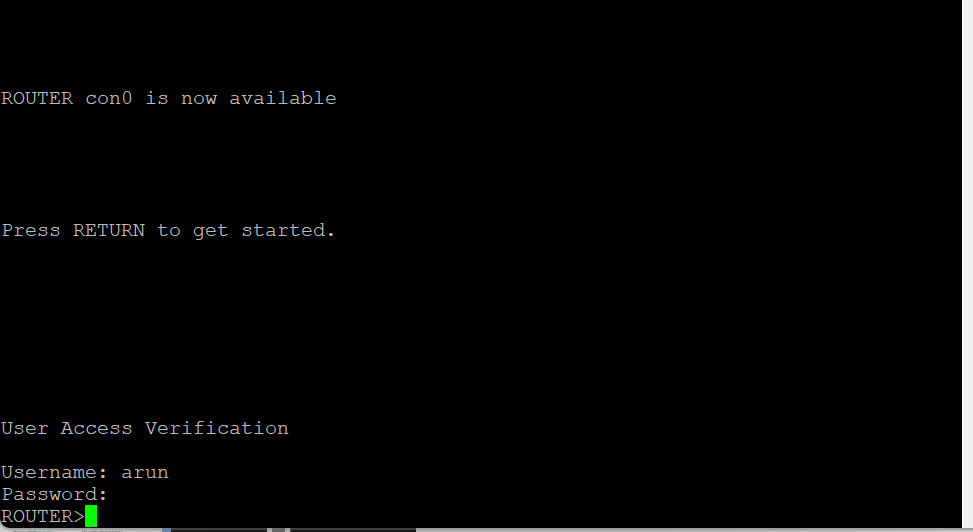 ROUTER con0 is now available
Press RETURN to get started.
User Access Verification
Username: arun
Password:
ROUTER>